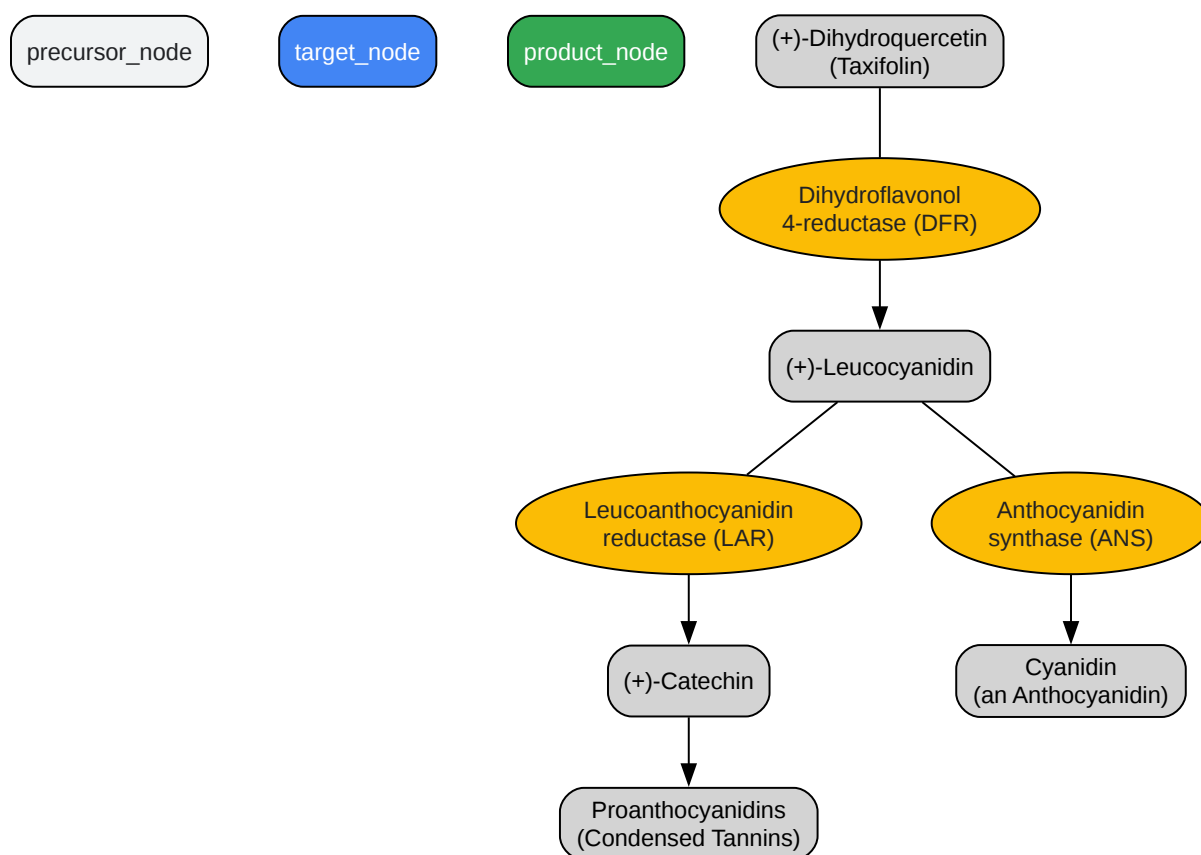 precursor_node
target_node
product_node
(+)-Dihydroquercetin
(Taxifolin)
Dihydroflavonol
4-reductase (DFR)
(+)-Leucocyanidin
Leucoanthocyanidin
reductase (LAR)
Anthocyanidin
synthase (ANS)
(+)-Catechin
Cyanidin
(an Anthocyanidin)
Proanthocyanidins
(Condensed Tannins)